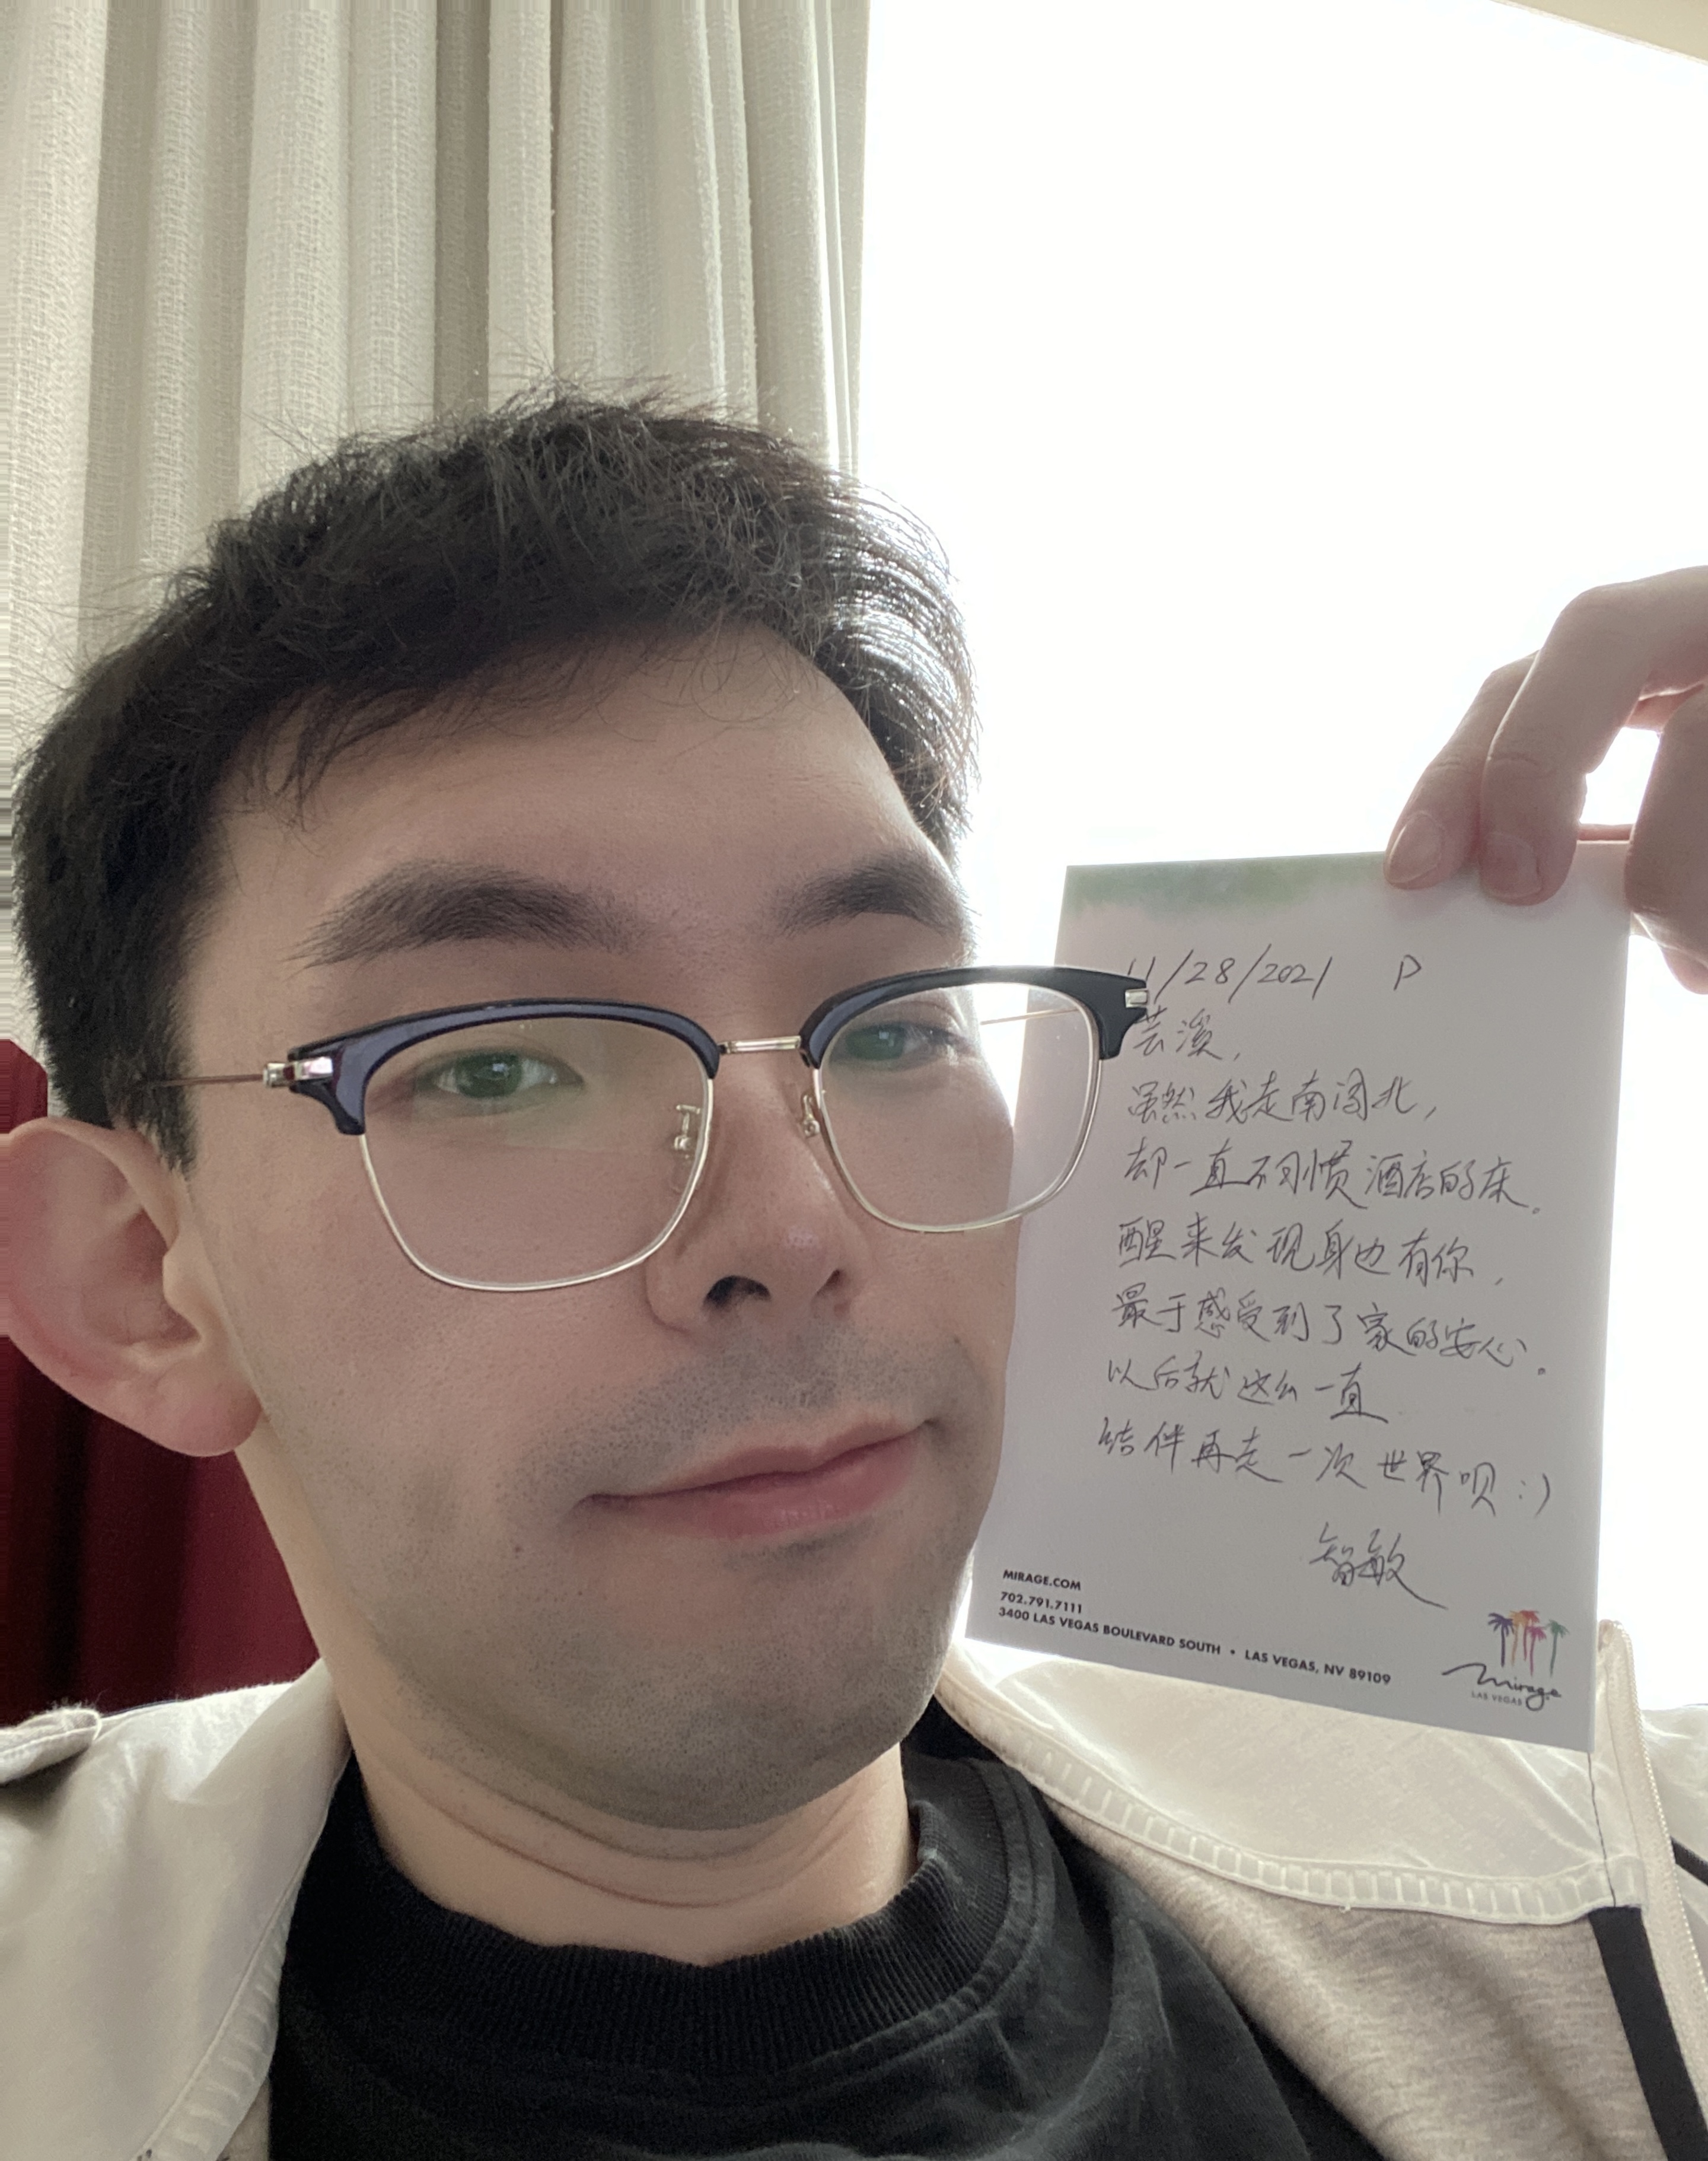 11/28/2021 P
芸溪，
虽然我走南闯北，
却一直不习惯酒店的床。
醒来发现身边有你，
最于感受到了家的安心。
以后就这么一直
结伴再走一次世界呗:)
智敏
MIRAGE.COM
702.791.7111
3400 LAS VEGAS BOULEVARD SOUTH • LAS VEGAS, NV 89109
mirage
LAS VEGAS